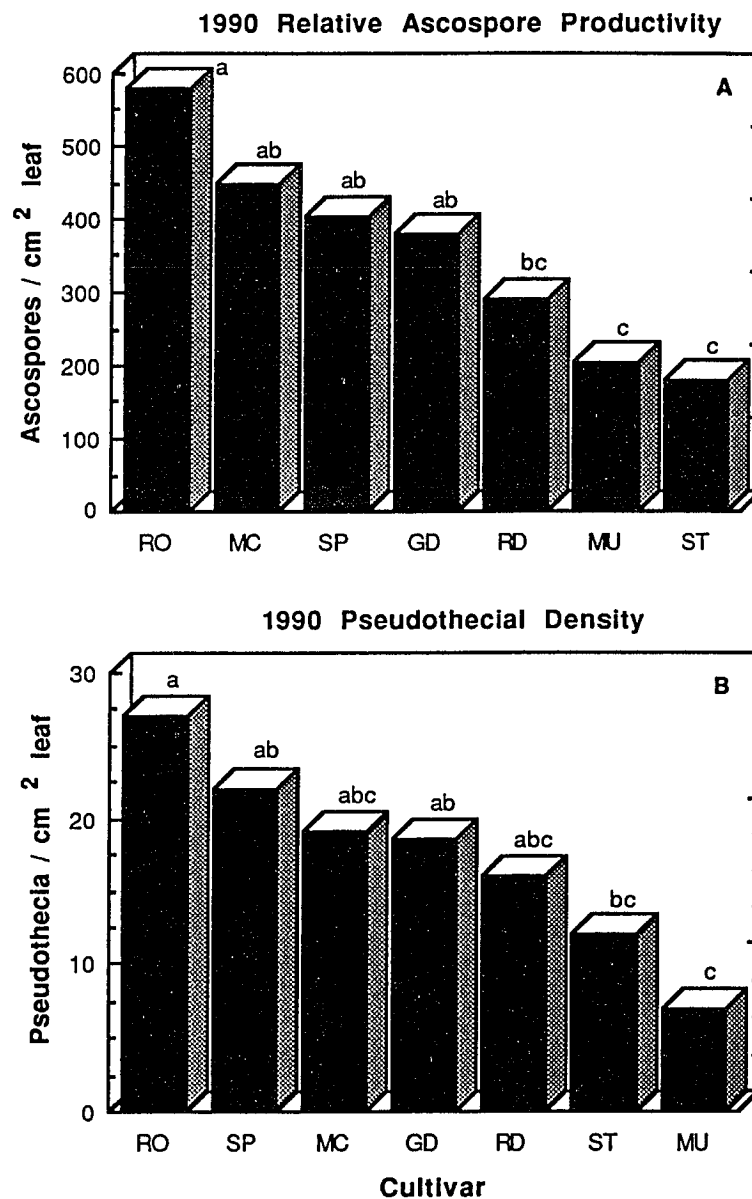 1990 Relative Ascospore Productivity
A
Ascospores / cm 2 leaf
600
500
400
300
200
100
0
a
ab
ab
ab
bc
c
c
RO MC SP GD RD MU ST
1990 Pseudothecial Density
B
Pseudothecia / cm 2 leaf
30
20
10
0
a
ab
abc
ab
abc
bc
c
RO SP MC GD RD ST MU
Cultivar